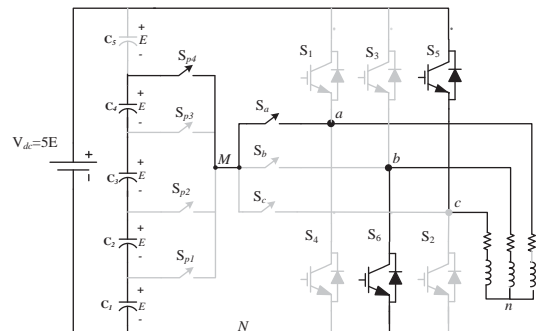 C5 E + -
Sp4
S1
S3
S5
C4 E + -
Sp3
Sa
a
Vdc=5E
+
-
M
Sb
b
C3 E + -
Sp2
Sc
c
C2 E + -
S4
S6
S2
Sp1
C1 E + -
n
N